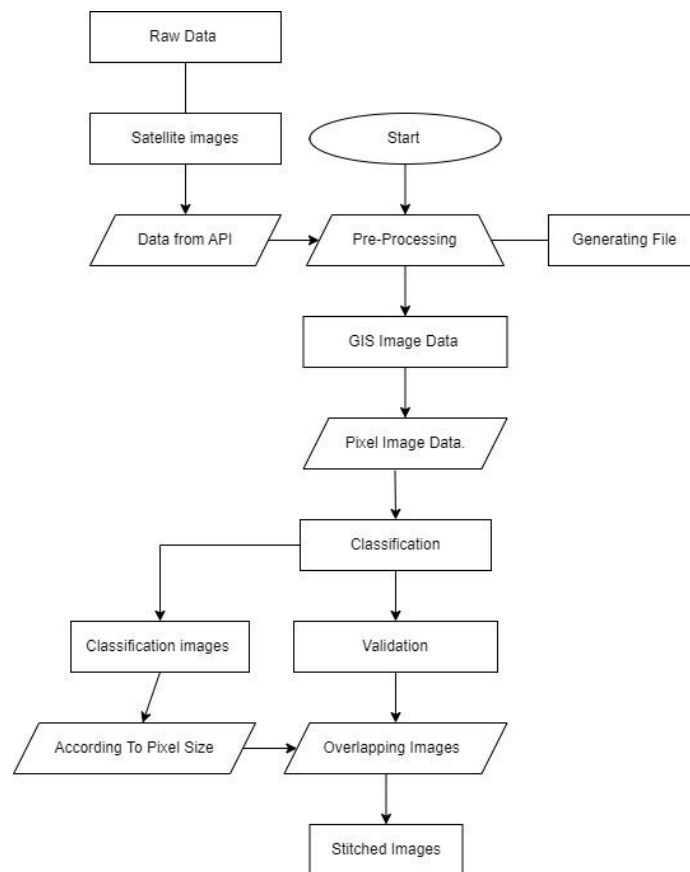 Raw Data
Satellite images
Start
Data from API
Pre-Processing
Generating File
GIS Image Data
Pixel Image Data.
Classification
Classification images
Validation
According To Pixel Size
Overlapping Images
Stitched Images